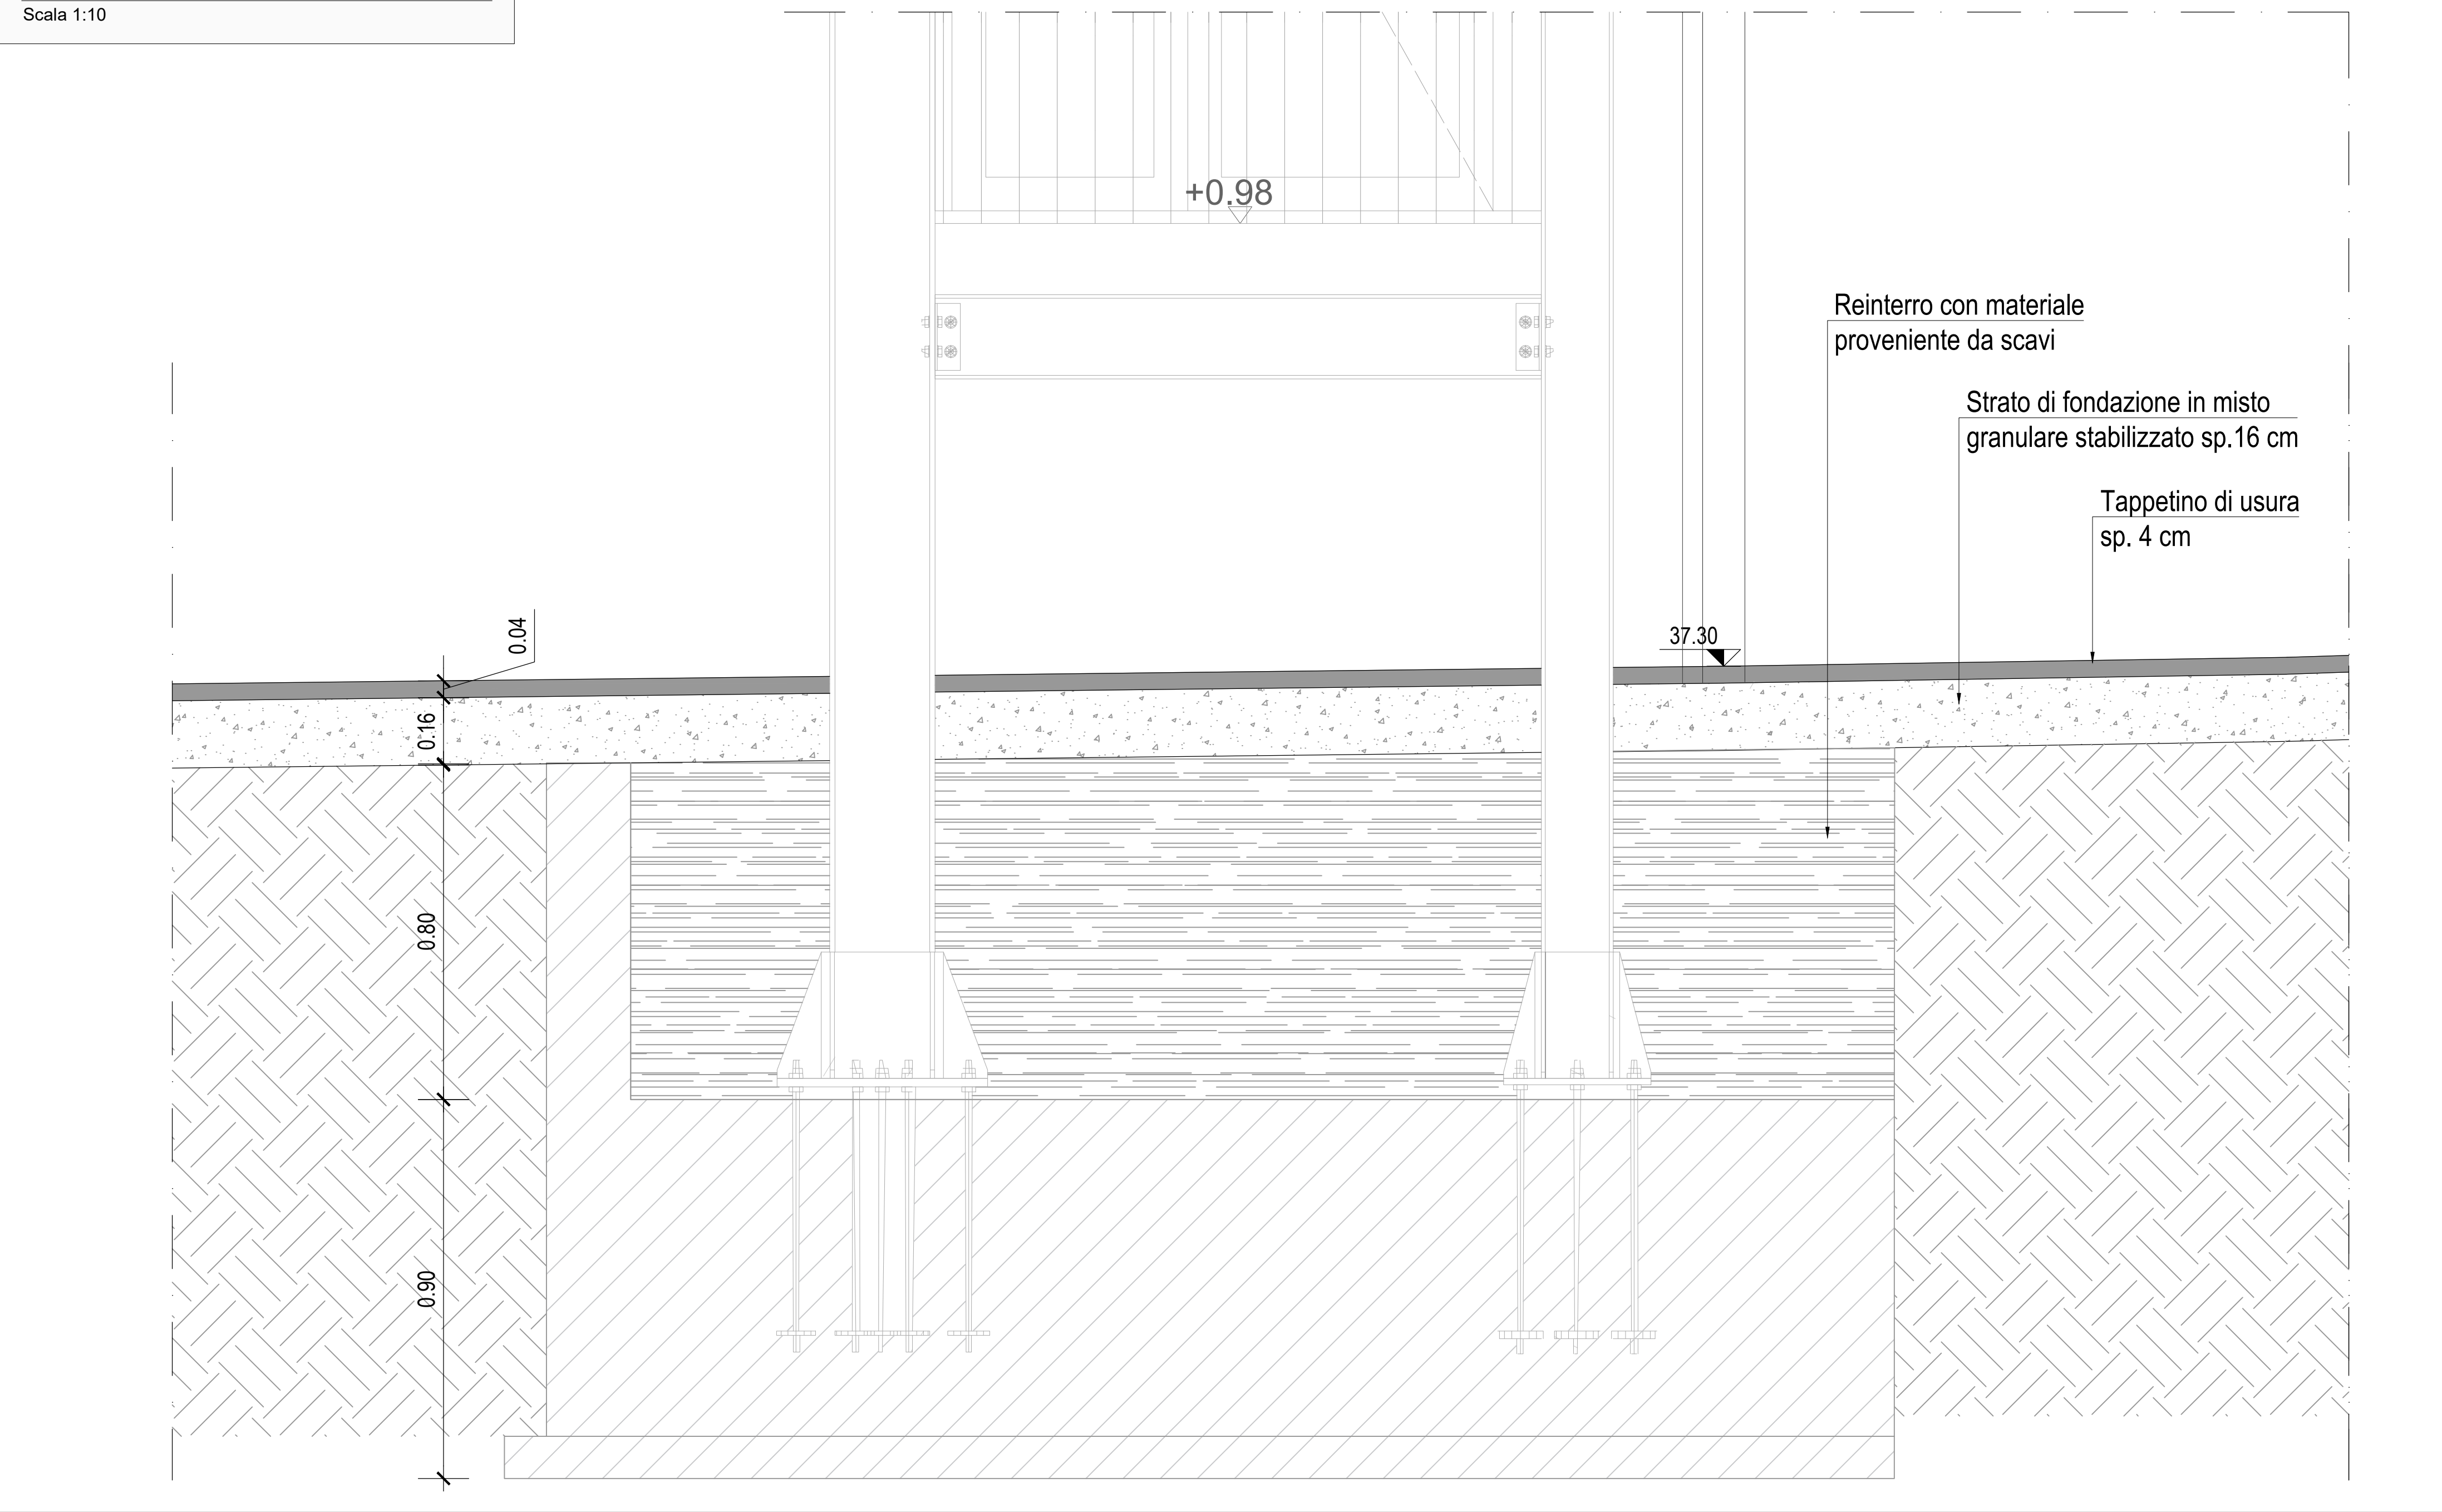 Scala 1:10
+0.98
Reinterro con materiale
proveniente da scavi
Strato di fondazione in misto
granulare stabilizzato sp.16 cm
Tappetino di usura
sp. 4 cm
0.04
37.30
0.16
0.80
0.90